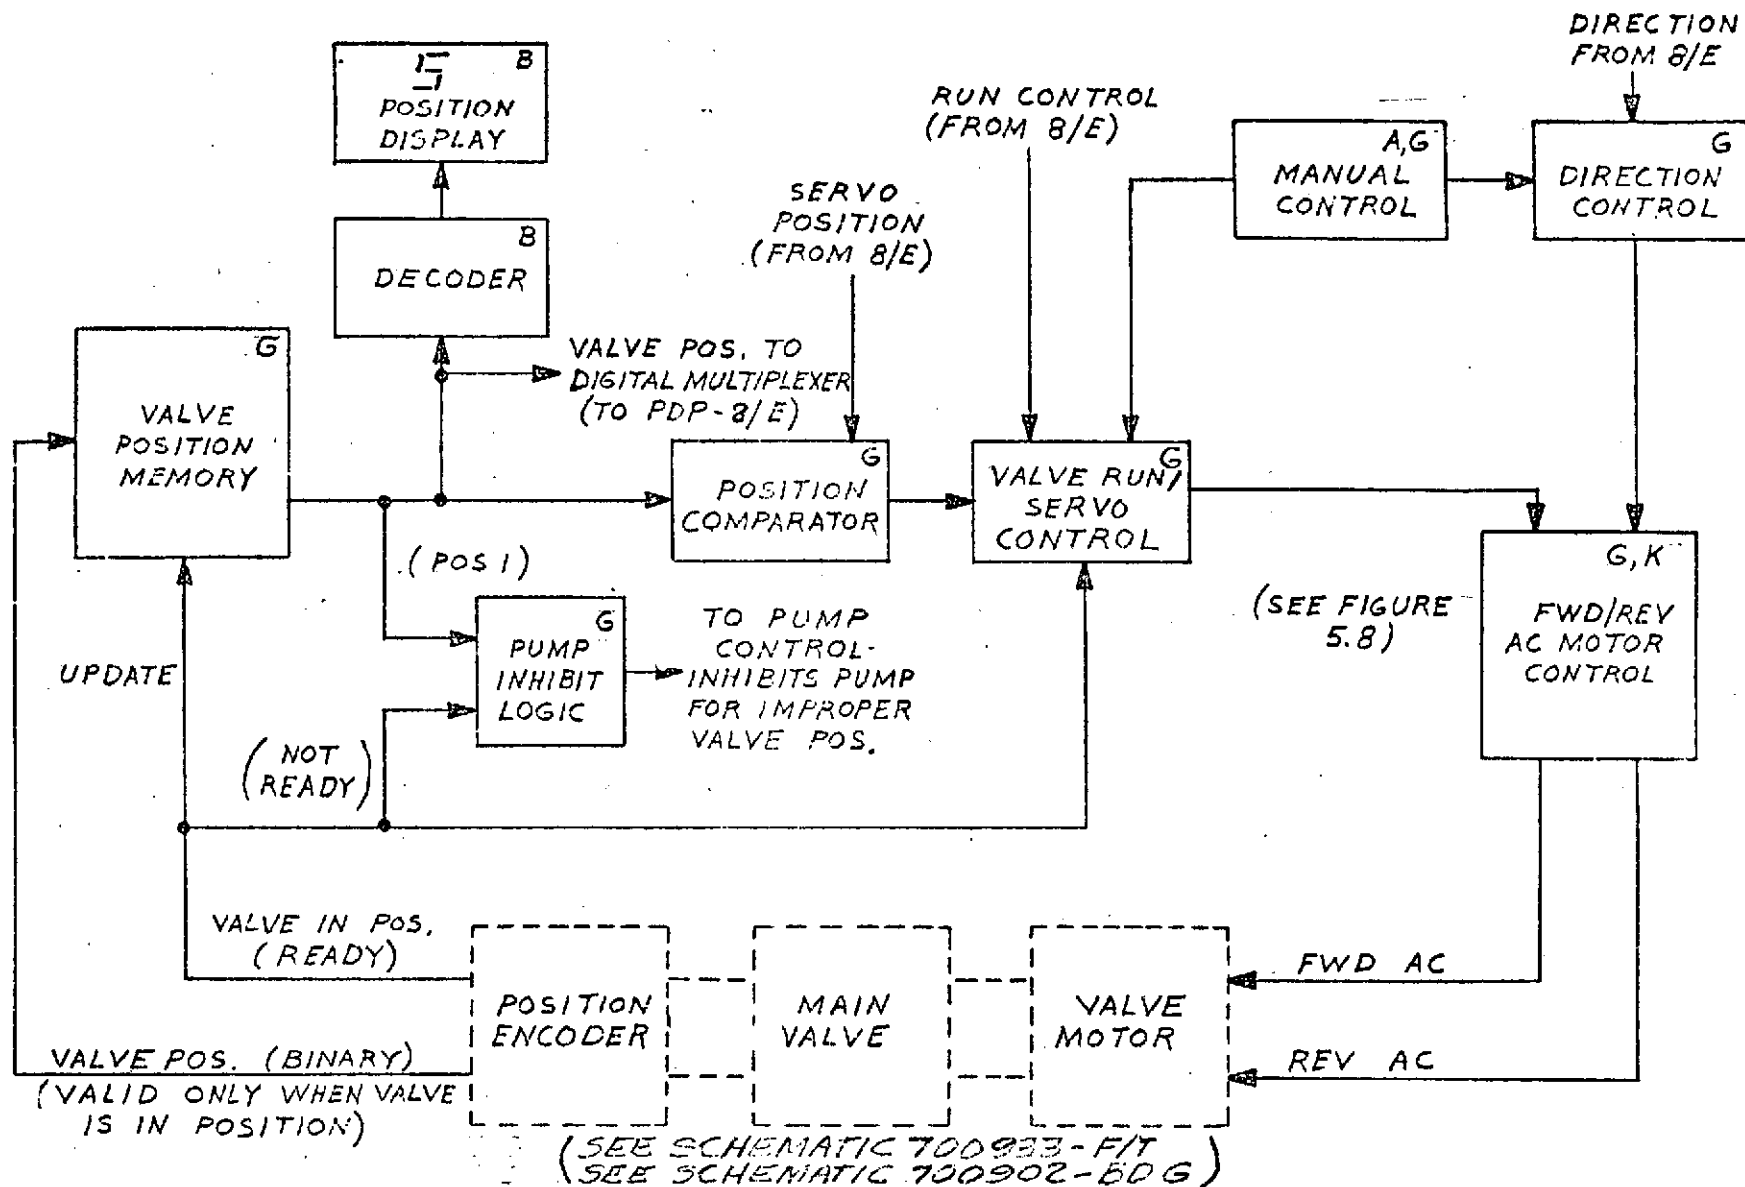 DIRECTION
FROM 8/E
5 B
POSITION
DISPLAY
RUN CONTROL
(FROM 8/E)
A,G
MANUAL
CONTROL
G
DIRECTION
CONTROL
SERVO
POSITION
(FROM 8/E)
B
DECODER
G
VALVE
POSITION
MEMORY
VALVE POS. TO
DIGITAL MULTIPLEXER
(TO PDP-8/E)
G
POSITION
COMPARATOR
G
VALVE RUN/
SERVO
CONTROL
(POS 1)
G
PUMP
INHIBIT
LOGIC
TO PUMP
CONTROL-
INHIBITS PUMP
FOR IMPROPER
VALVE POS.
(SEE FIGURE
5.8)
G, K
FWD/REV
AC MOTOR
CONTROL
UPDATE
(NOT
READY)
VALVE IN POS.
(READY)
POSITION
ENCODER
MAIN
VALVE
VALVE
MOTOR
FWD AC
REV AC
VALVE POS. (BINARY)
(VALID ONLY WHEN VALVE
IS IN POSITION)
(SEE SCHEMATIC 700933-F/T
SEE SCHEMATIC 700902-BDG)